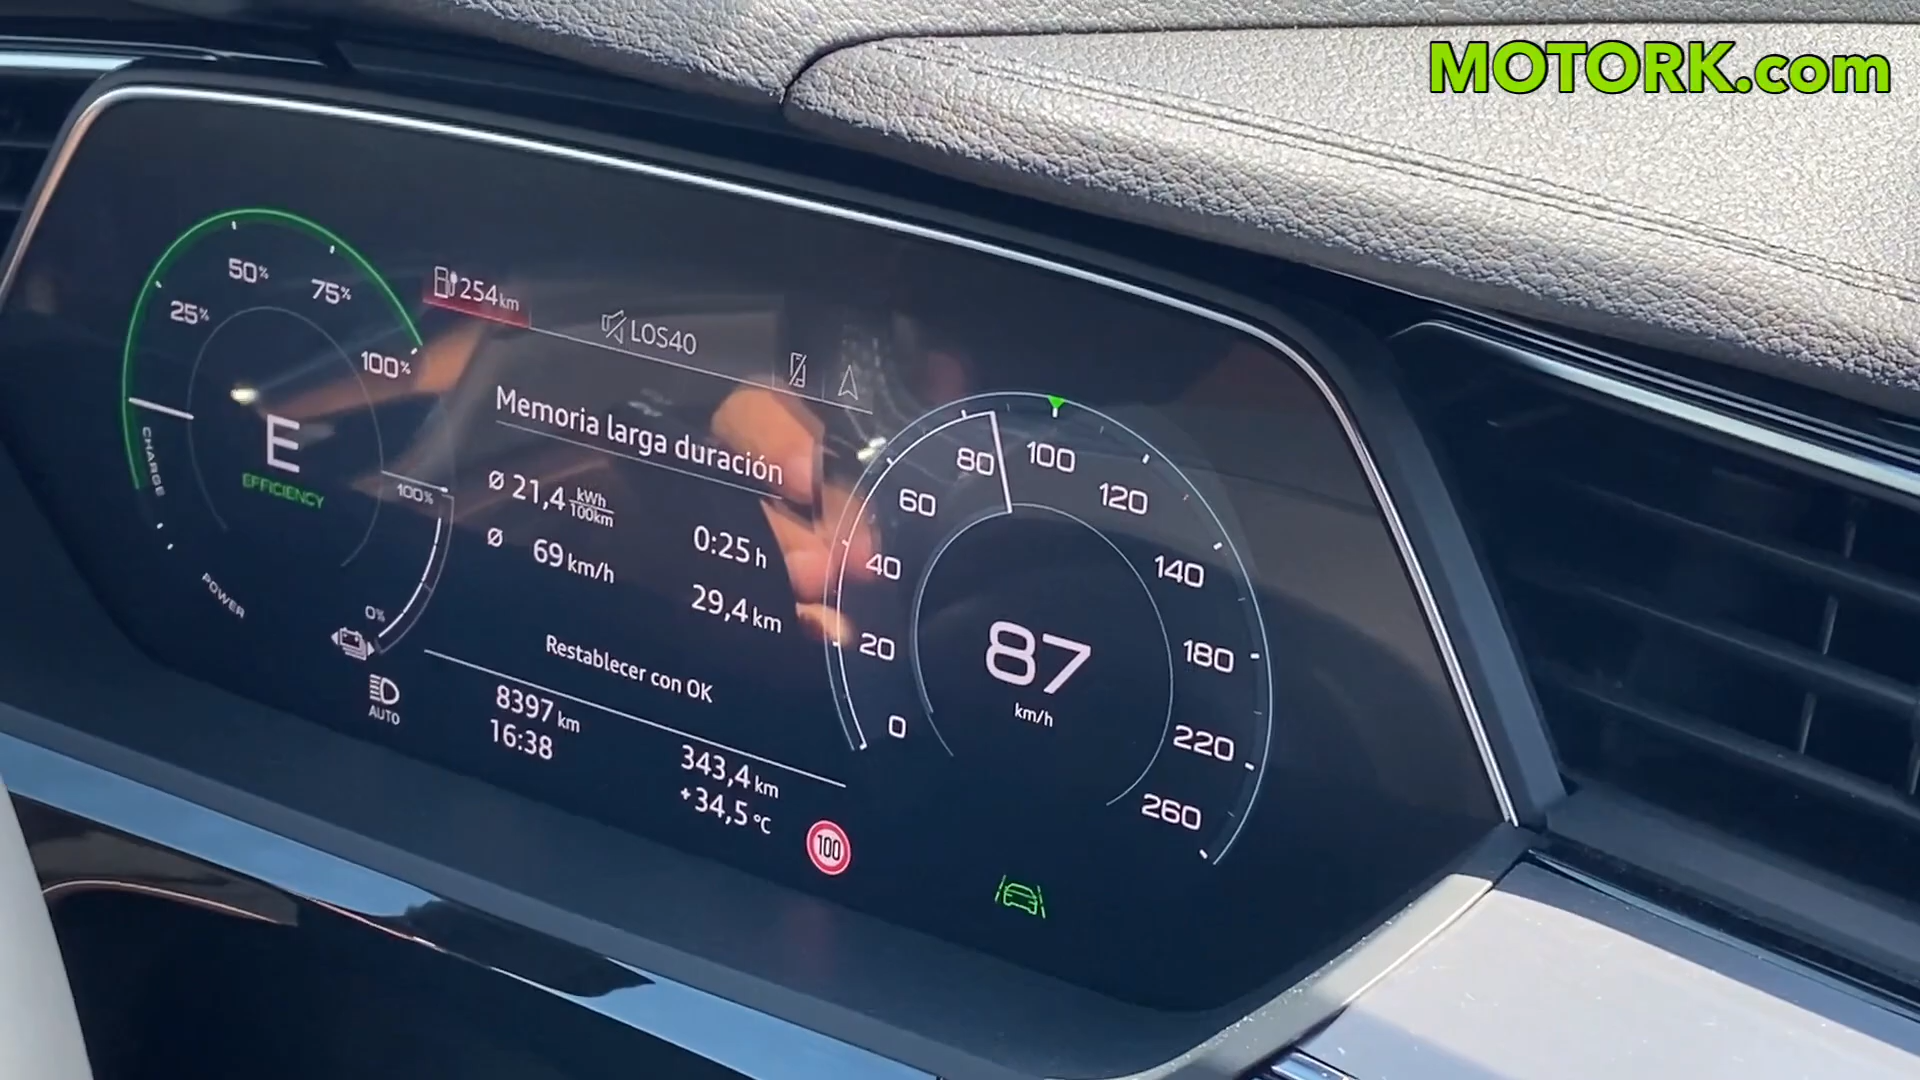 MOTORK.com
25%
50%
75%
100%
CHARGE
E
EFFICIENCY
POWER
100%
0%
AUTO
254 km
LOS40
Memoria larga duración
Ø 21,4 kWh/100km
0:25 h
Ø 69 km/h
29,4 km
Restablecer con OK
8397 km
343,4 km
16:38
+34,5 °C
100
0
20
40
60
80
100
120
140
180
220
260
87
km/h